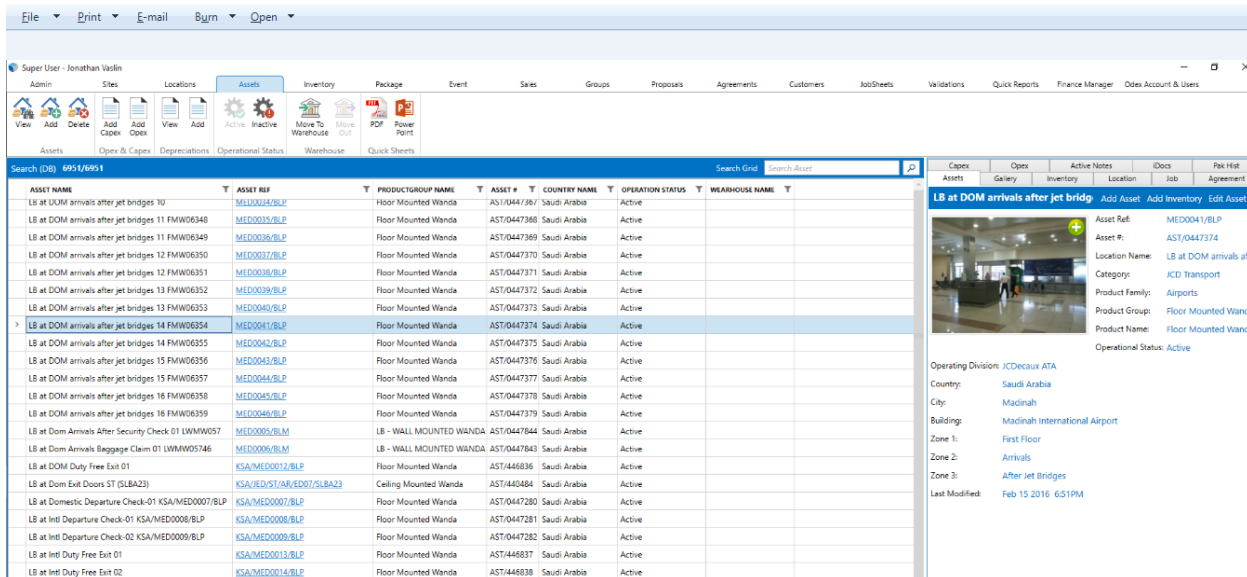 File Print E-mail Burn Open
Super User - Jonathan Vaslin
Admin Sites Locations Assets Inventory Package Event Sales Groups Proposals Agreements Customers JobSheets Validations Quick Reports Finance Manager Odex Account & Users
View Add Delete Add Capex Add Opex View Add Active Inactive Move To Warehouse Move Out PDF Power Point
Assets Opex & Capex Depreciations Operational Status Warehouse Quick Sheets
Search (DB) 6951/6951 Search Grid Search Asset
ASSET NAME ASSET REF PRODUCTGROUP NAME ASSET # COUNTRY NAME OPERATION STATUS WEARHOUSE NAME
LB at DOM arrivals after jet bridges 10 MED0034/BLP Floor Mounted Wanda AST/0447367 Saudi Arabia Active
LB at DOM arrivals after jet bridges 11 FMW06348 MED0035/BLP Floor Mounted Wanda AST/0447368 Saudi Arabia Active
LB at DOM arrivals after jet bridges 11 FMW06349 MED0036/BLP Floor Mounted Wanda AST/0447369 Saudi Arabia Active
LB at DOM arrivals after jet bridges 12 FMW06350 MED0037/BLP Floor Mounted Wanda AST/0447370 Saudi Arabia Active
LB at DOM arrivals after jet bridges 12 FMW06351 MED0038/BLP Floor Mounted Wanda AST/0447371 Saudi Arabia Active
LB at DOM arrivals after jet bridges 13 FMW06352 MED0039/BLP Floor Mounted Wanda AST/0447372 Saudi Arabia Active
LB at DOM arrivals after jet bridges 13 FMW06353 MED0040/BLP Floor Mounted Wanda AST/0447373 Saudi Arabia Active
LB at DOM arrivals after jet bridges 14 FMW06354 MED0041/BLP Floor Mounted Wanda AST/0447374 Saudi Arabia Active
LB at DOM arrivals after jet bridges 14 FMW06355 MED0042/BLP Floor Mounted Wanda AST/0447375 Saudi Arabia Active
LB at DOM arrivals after jet bridges 15 FMW06356 MED0043/BLP Floor Mounted Wanda AST/0447376 Saudi Arabia Active
LB at DOM arrivals after jet bridges 15 FMW06357 MED0044/BLP Floor Mounted Wanda AST/0447377 Saudi Arabia Active
LB at DOM arrivals after jet bridges 16 FMW06358 MED0045/BLP Floor Mounted Wanda AST/0447378 Saudi Arabia Active
LB at DOM arrivals after jet bridges 16 FMW06359 MED0046/BLP Floor Mounted Wanda AST/0447379 Saudi Arabia Active
LB at Dom Arrivals After Security Check 01 LWMW057 MED0005/BLM LB - WALL MOUNTED WANDA AST/0447844 Saudi Arabia Active
LB at Dom Arrivals Baggage Claim 01 LWMW05746 MED0006/BLM LB - WALL MOUNTED WANDA AST/0447843 Saudi Arabia Active
LB at DOM Duty Free Exit 01 KSA/MED0012/BLP Floor Mounted Wanda AST/446836 Saudi Arabia Active
LB at Dom Exit Doors ST (SLBA23) KSA/JED/ST/AR/ED07/SLBA23 Ceiling Mounted Wanda AST/440484 Saudi Arabia Active
LB at Domestic Departure Check-01 KSA/MED0007/BLP KSA/MED0007/BLP Floor Mounted Wanda AST/0447280 Saudi Arabia Active
LB at Intl Departure Check-01 KSA/MED0008/BLP KSA/MED0008/BLP Floor Mounted Wanda AST/0447281 Saudi Arabia Active
LB at Intl Departure Check-02 KSA/MED0009/BLP KSA/MED0009/BLP Floor Mounted Wanda AST/0447282 Saudi Arabia Active
LB at Intl Duty Free Exit 01 KSA/MED0013/BLP Floor Mounted Wanda AST/446837 Saudi Arabia Active
LB at Intl Duty Free Exit 02 KSA/MED0014/BLP Floor Mounted Wanda AST/446838 Saudi Arabia Active
Capex Opex Active Notes iDocs Pak Hist
Assets Gallery Inventory Location Job Agreement
LB at DOM arrivals after jet bridg Add Asset Add Inventory Edit Asset
Asset Ref: MED0041/BLP
Asset #: AST/0447374
Location Name: LB at DOM arrivals af
Category: JCD Transport
Product Family: Airports
Product Group: Floor Mounted Wand
Product Name: Floor Mounted Wand
Operational Status: Active
Operating Division: JCDecaux ATA
Country: Saudi Arabia
City: Madinah
Building: Madinah International Airport
Zone 1: First Floor
Zone 2: Arrivals
Zone 3: After Jet Bridges
Last Modified: Feb 15 2016 6:51PM